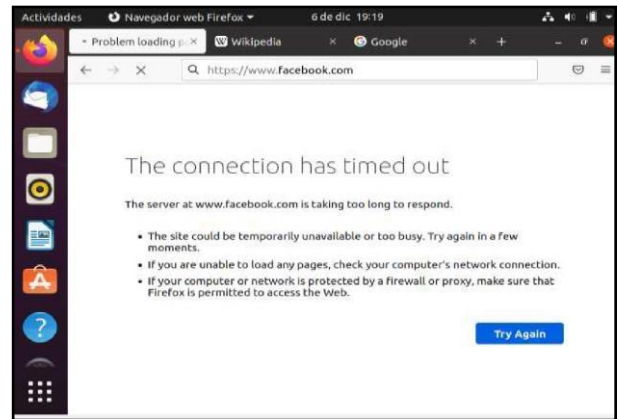 Actividades Navegador web Firefox 6 de dic 19:19
Problem loading p Wikipedia Google
https://www.facebook.com
The connection has timed out
The server at www.facebook.com is taking too long to respond.
The site could be temporarily unavailable or too busy. Try again in a few
moments.
If you are unable to load any pages, check your computer's network connection.
If your computer or network is protected by a firewall or proxy, make sure that
Firefox is permitted to access the Web.
Try Again